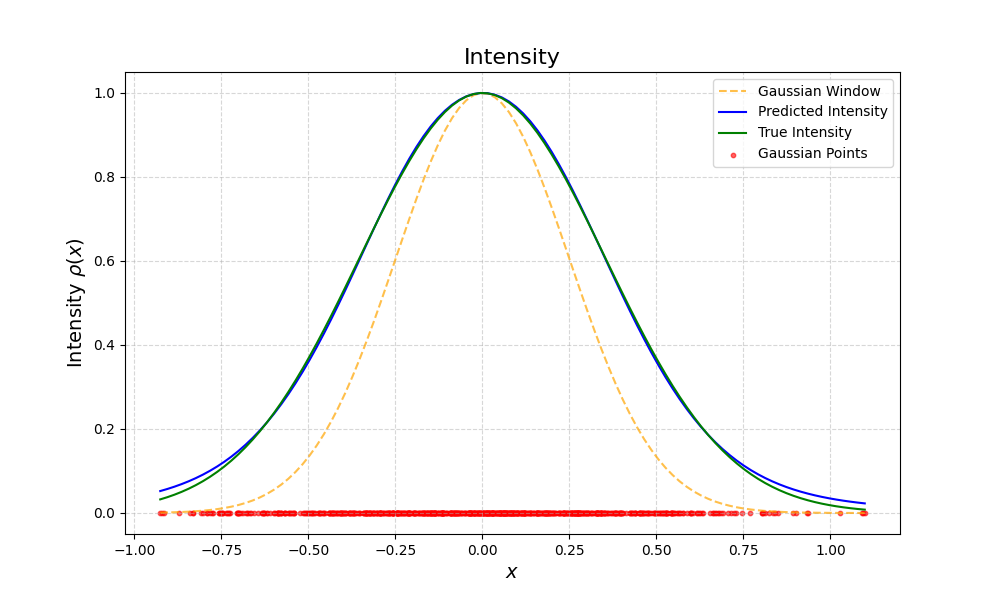 Intensity
Gaussian Window
Predicted Intensity
True Intensity
Gaussian Points
Intensity ρ(x)
1.0
0.8
0.6
0.4
0.2
0.0
−1.00 −0.75 −0.50 −0.25 0.00 0.25 0.50 0.75 1.00
x